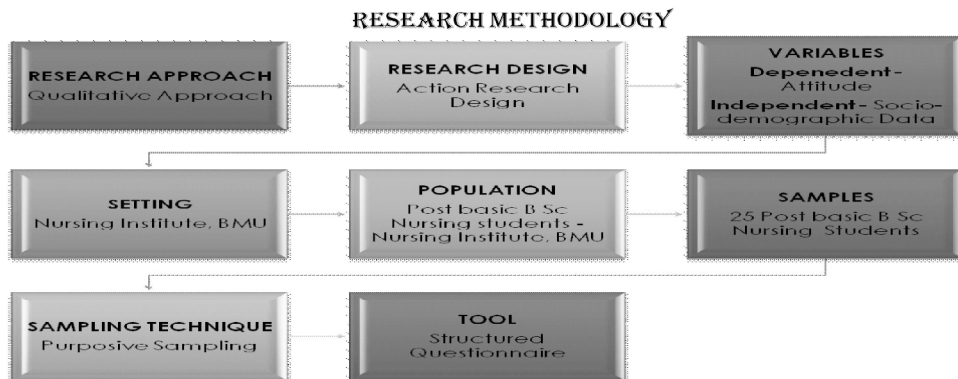 RESEARCH METHODOLOGY
RESEARCH APPROACH
Qualitative Approach
RESEARCH DESIGN
Action Research
Design
VARIABLES
Depenedent-
Attitude
Independent- Socio-
demographic Data
SETTING
Nursing Institute, BMU
POPULATION
Post basic B Sc
Nursing students -
Nursing Institute, BMU
SAMPLES
25 Post basic B Sc
Nursing Students
SAMPLING TECHNIQUE
Purposive Sampling
TOOL
Structured
Questionnaire